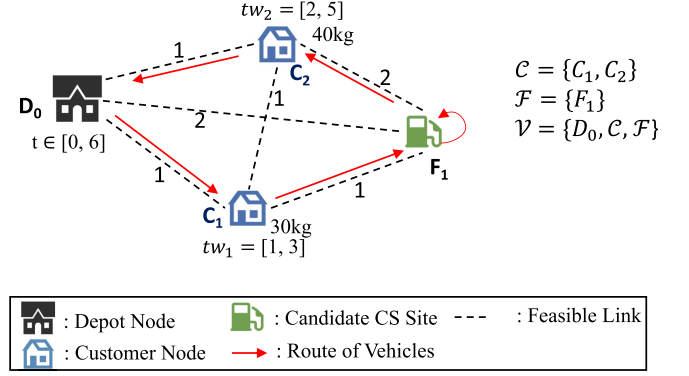 tw₂ = [2, 5]
40kg
C₂
1
2
D₀
t ∈ [0, 6]
2
1
F₁
1
1
C₁
30kg
tw₁ = [1, 3]
𝒞 = {C₁, C₂}
ℱ = {F₁}
𝒱 = {D₀, 𝒞, ℱ}
: Depot Node
: Candidate CS Site
: Feasible Link
: Customer Node
: Route of Vehicles